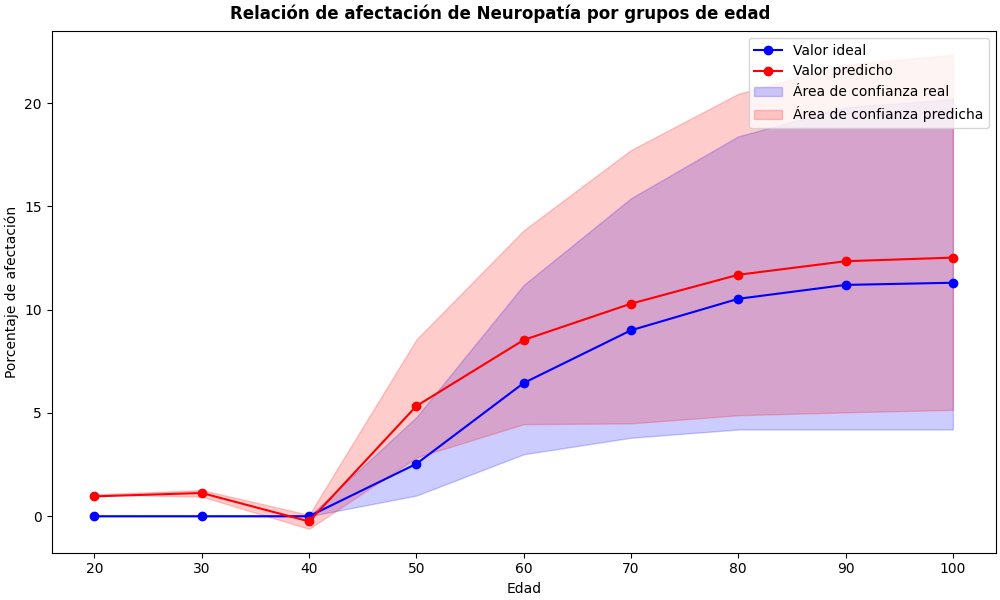 Relación de afectación de Neuropatía por grupos de edad
Valor ideal
Valor predicho
Área de confianza real
Área de confianza predicha
Porcentaje de afectación
20
15
10
5
0
20 30 40 50 60 70 80 90 100
Edad